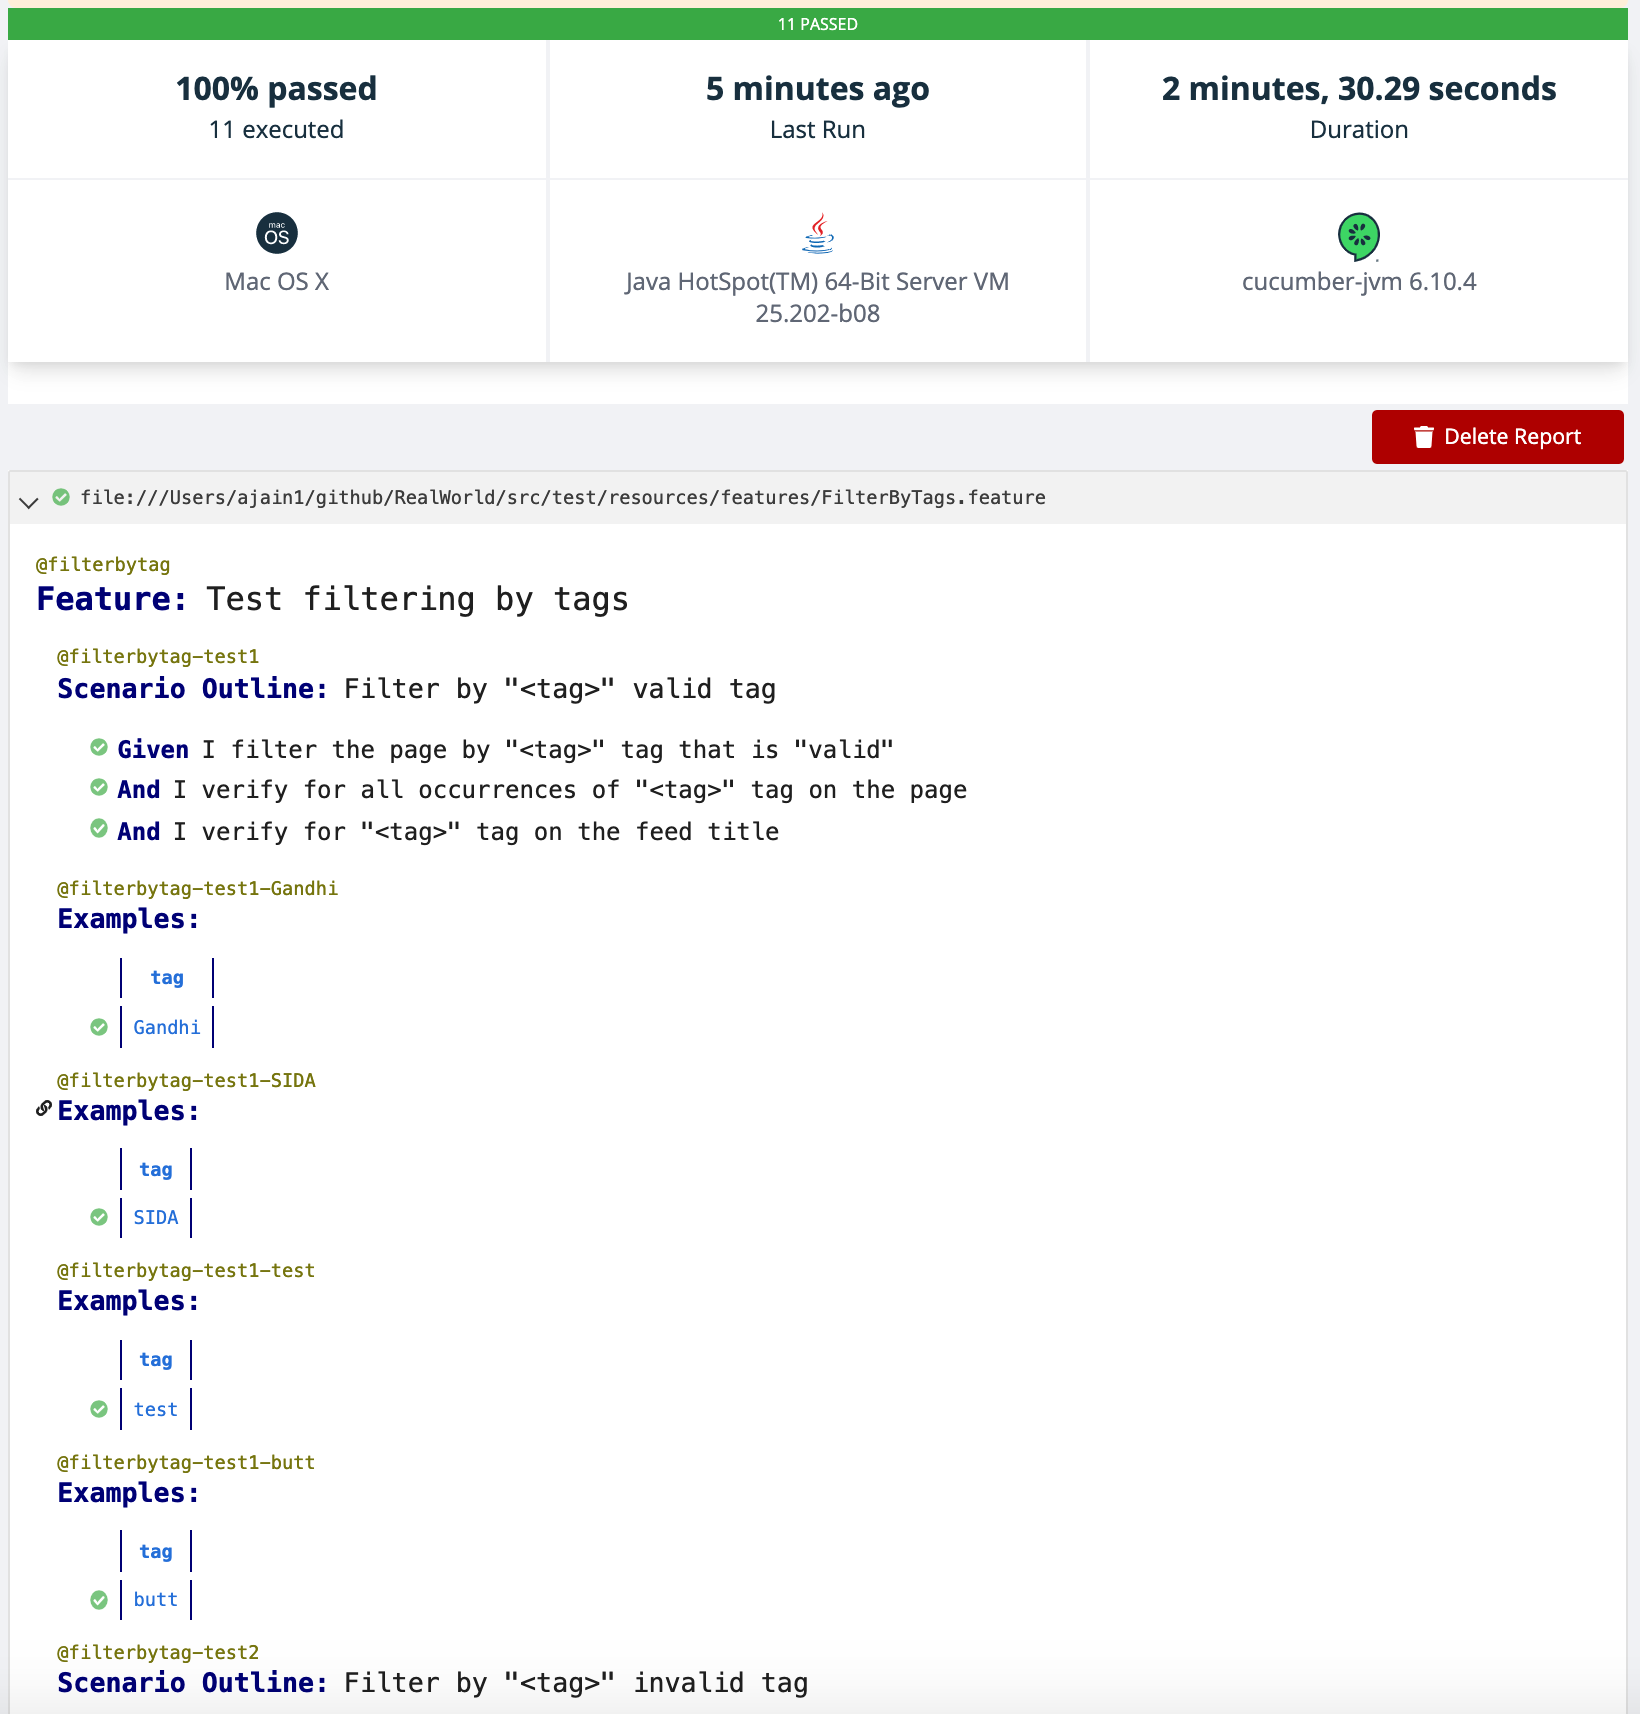 11 PASSED
100% passed
11 executed
5 minutes ago
Last Run
2 minutes, 30.29 seconds
Duration
mac
OS
Mac OS X
Java HotSpot(TM) 64-Bit Server VM
25.202-b08
cucumber-jvm 6.10.4
Delete Report
file:///Users/ajain1/github/RealWorld/src/test/resources/features/FilterByTags.feature
@filterbytag
Feature: Test filtering by tags
@filterbytag-test1
Scenario Outline: Filter by "<tag>" valid tag
Given I filter the page by "<tag>" tag that is "valid"
And I verify for all occurrences of "<tag>" tag on the page
And I verify for "<tag>" tag on the feed title
@filterbytag-test1-Gandhi
Examples:
tag
Gandhi
@filterbytag-test1-SIDA
Examples:
tag
SIDA
@filterbytag-test1-test
Examples:
tag
test
@filterbytag-test1-butt
Examples:
tag
butt
@filterbytag-test2
Scenario Outline: Filter by "<tag>" invalid tag